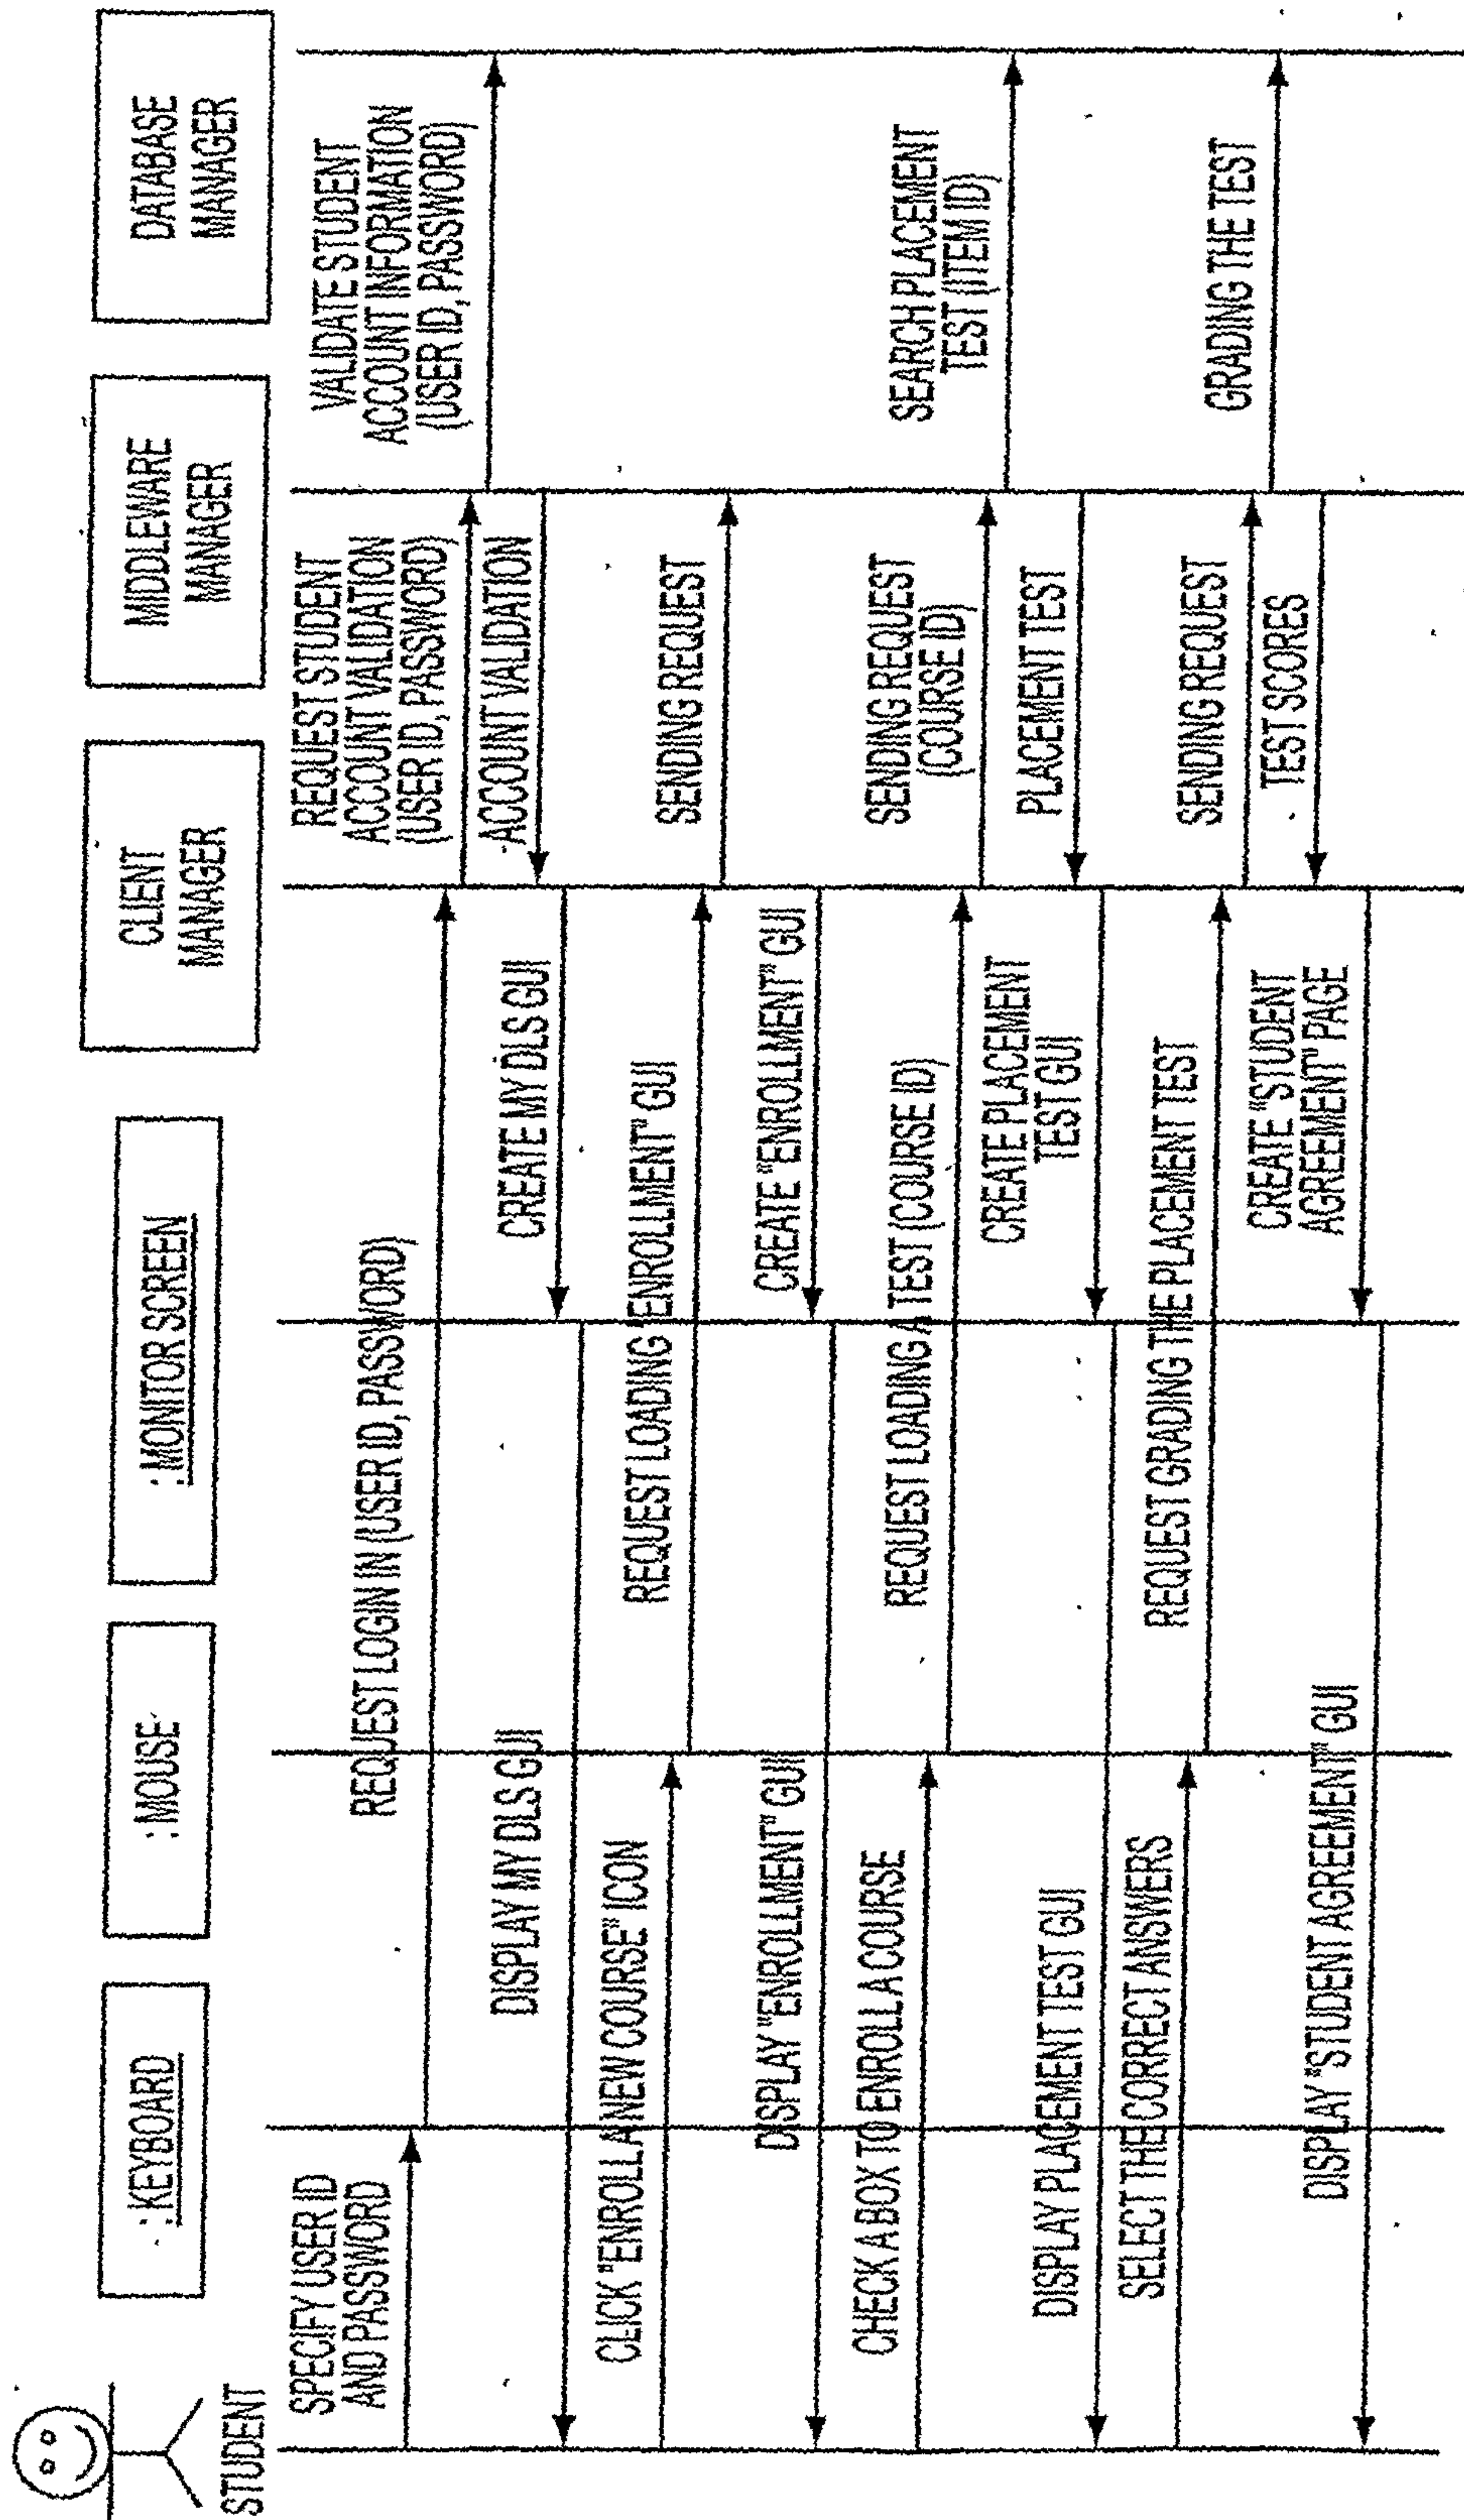 STUDENT
: KEYBOARD
: MOUSE
: MONITOR SCREEN
CLIENT
MANAGER
MIDDLEWARE
MANAGER
DATABASE
MANAGER
SPECIFY USER ID
AND PASSWORD
REQUEST LOGIN IN (USER ID, PASSWORD)
REQUEST STUDENT
ACCOUNT VALIDATION
(USER ID, PASSWORD)
VALIDATE STUDENT
ACCOUNT INFORMATION
(USER ID, PASSWORD)
ACCOUNT VALIDATION
CREATE MY DLS GUI
DISPLAY MY DLS GUI
CLICK "ENROLL A NEW COURSE" ICON
REQUEST LOADING "ENROLLMENT" GUI
SENDING REQUEST
CREATE "ENROLLMENT" GUI
DISPLAY "ENROLLMENT" GUI
CHECK A BOX TO ENROLL A COURSE
REQUEST LOADING A TEST (COURSE ID)
SENDING REQUEST
(COURSE ID)
SEARCH PLACEMENT
TEST (ITEM ID)
PLACEMENT TEST
CREATE PLACEMENT
TEST GUI
DISPLAY PLACEMENT TEST GUI
SELECT THE CORRECT ANSWERS
REQUEST GRADING THE PLACEMENT TEST
SENDING REQUEST
GRADING THE TEST
TEST SCORES
CREATE "STUDENT
AGREEMENT" PAGE
DISPLAY "STUDENT AGREEMENT" GUI